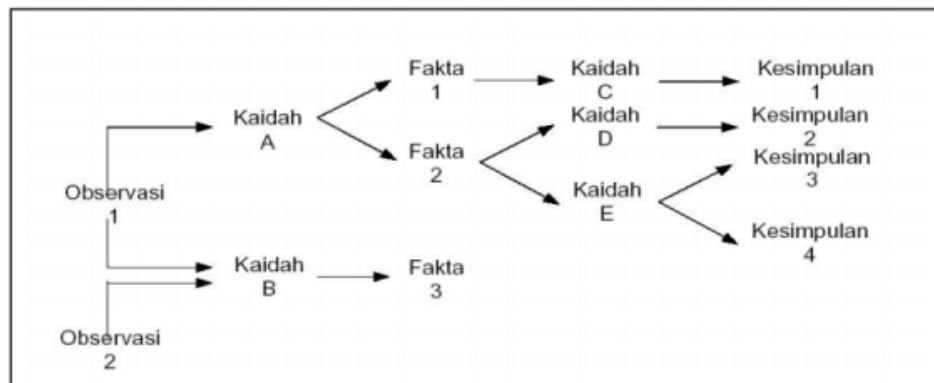 Fakta
1
Kaidah
C
Kesimpulan
1
Kaidah
A
Kaidah
D
Kesimpulan
2
Fakta
2
Kesimpulan
3
Observasi
1
Kaidah
E
Kesimpulan
4
Kaidah
B
Fakta
3
Observasi
2